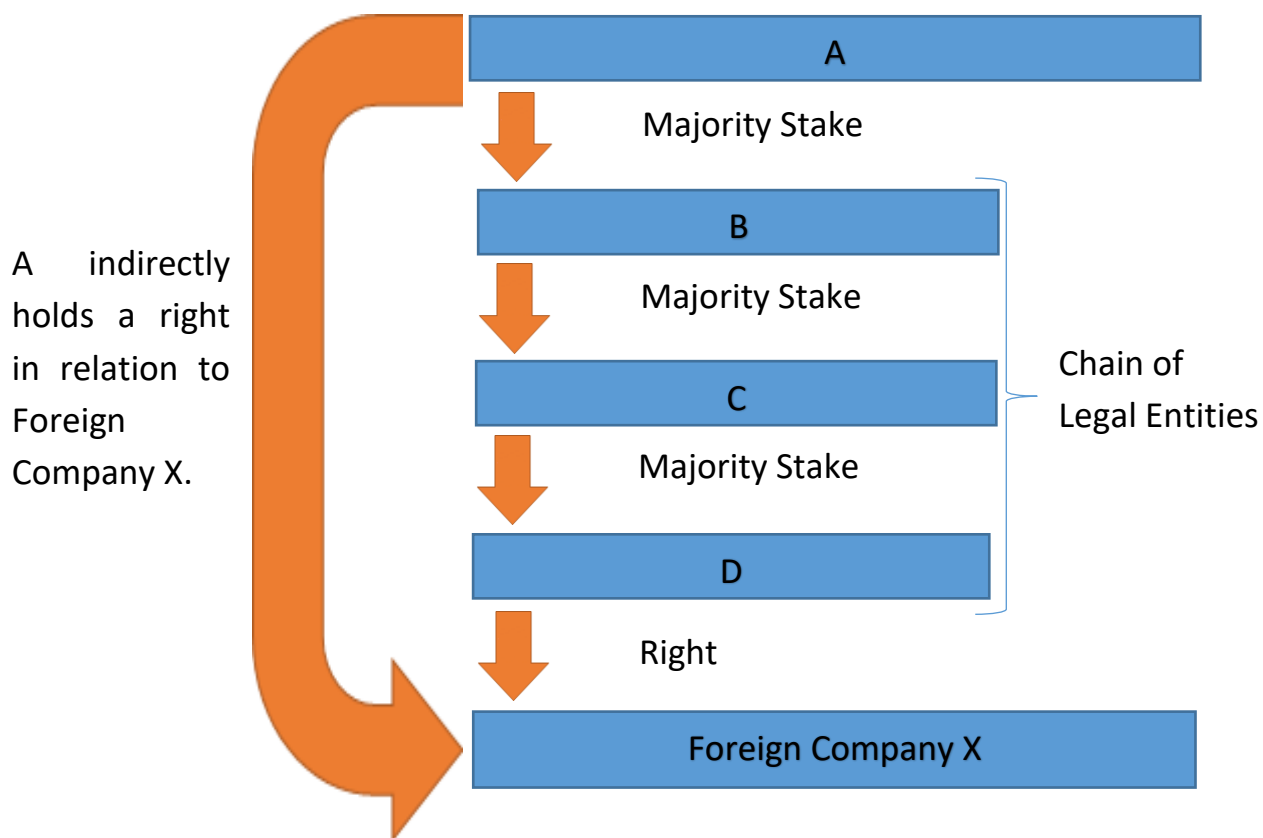 A
Majority Stake
B
Majority Stake
A indirectly
holds a right
in relation to
Foreign
Company X.
C
Chain of
Legal Entities
Majority Stake
D
Right
Foreign Company X